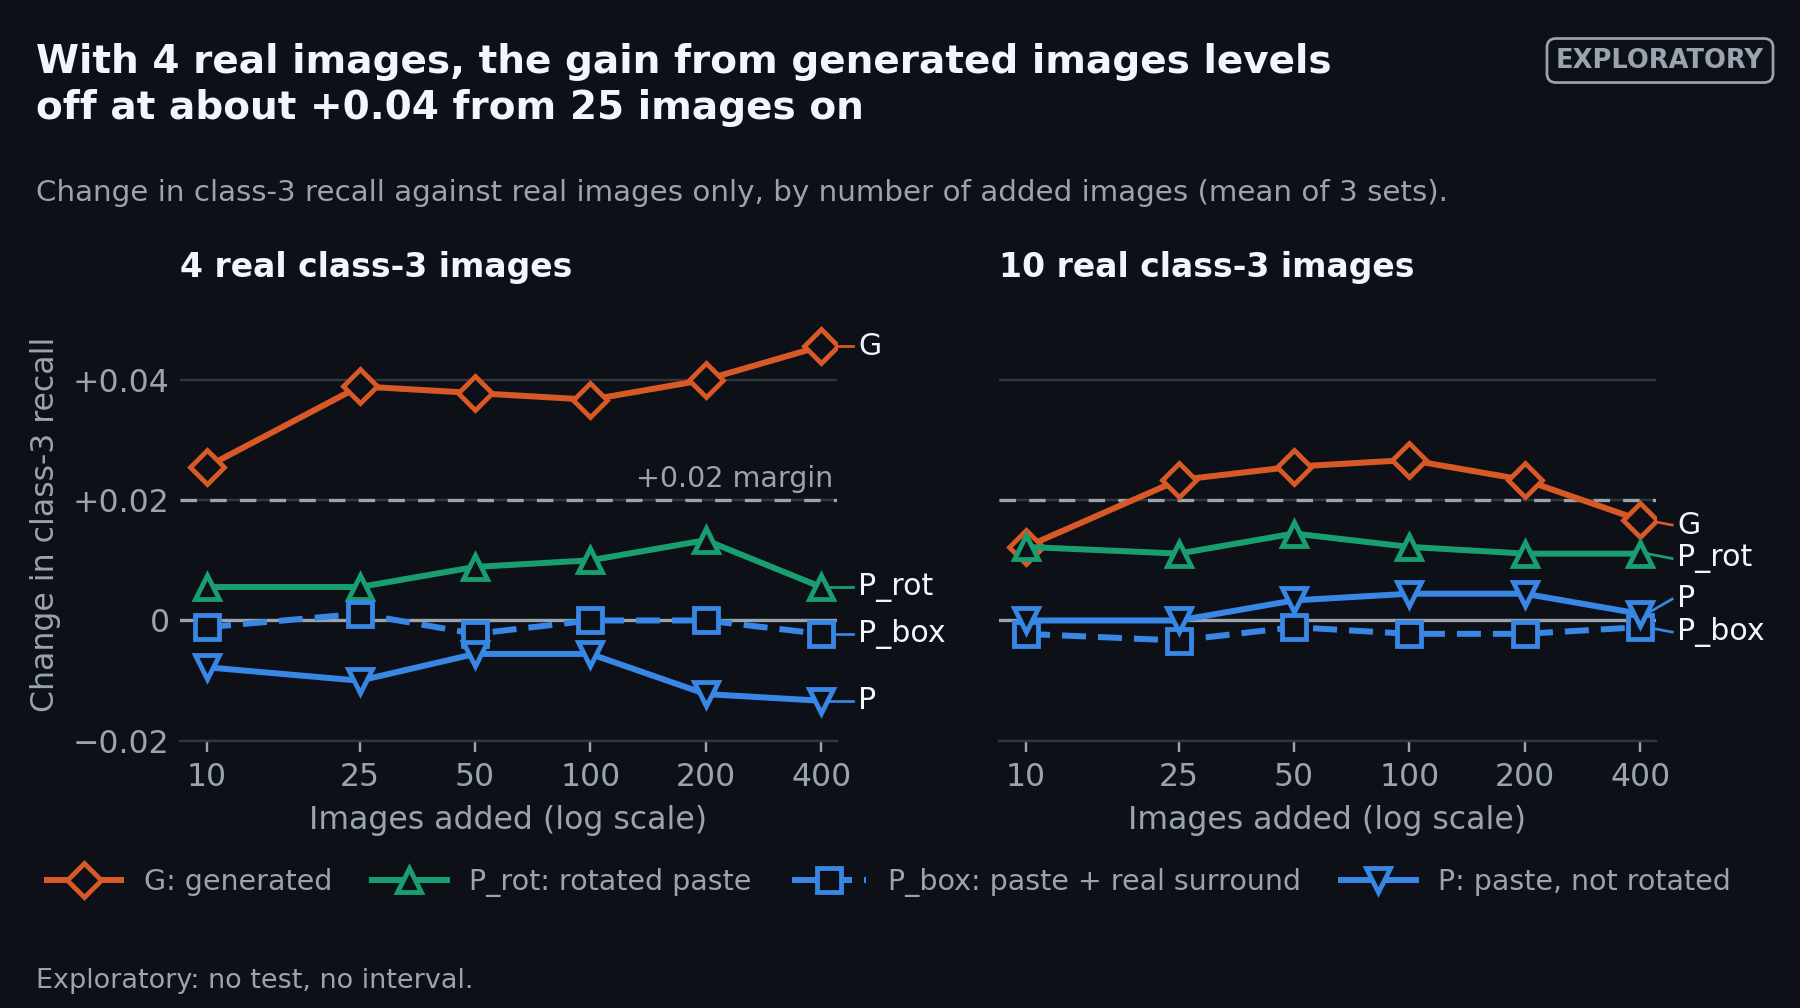 With 4 real images, the gain from generated images levels
off at about +0.04 from 25 images on
EXPLORATORY
Change in class-3 recall against real images only, by number of added images (mean of 3 sets).
4 real class-3 images
10 real class-3 images
Change in class-3 recall
+0.04
+0.02
0
−0.02
+0.02 margin
G
P_rot
P_box
P
10 25 50 100 200 400
Images added (log scale)
G
P_rot
P
P_box
10 25 50 100 200 400
Images added (log scale)
G: generated
P_rot: rotated paste
P_box: paste + real surround
P: paste, not rotated
Exploratory: no test, no interval.